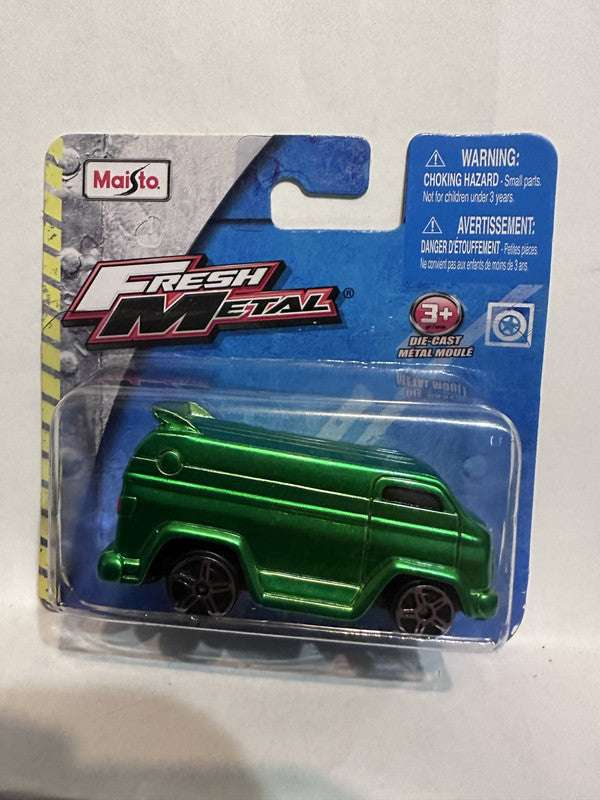 Maisto
FRESH
METAL®
WARNING:
CHOKING HAZARD - Small parts.
Not for children under 3 years.
AVERTISSEMENT:
DANGER D'ÉTOUFFEMENT - Petites pièces.
Ne convient pas aux enfants de moins de 3 ans.
3+
DIE-CAST
MÉTAL MOULÉ